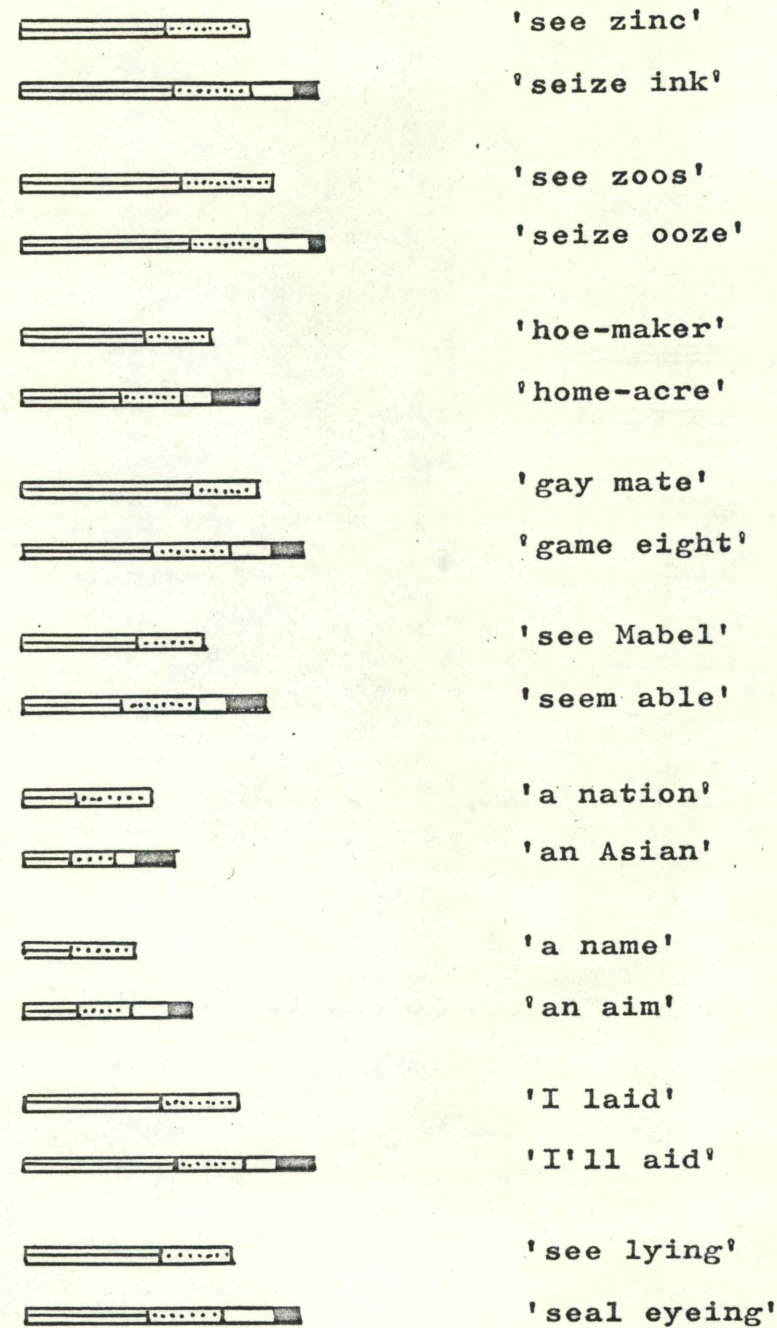 'see zinc'
'seize ink'
'see zoos'
'seize ooze'
'hoe-maker'
'home-acre'
'gay mate'
'game eight'
'see Mabel'
'seem able'
'a nation'
'an Asian'
'a name'
'an aim'
'I laid'
'I'll aid'
'see lying'
'seal eyeing'